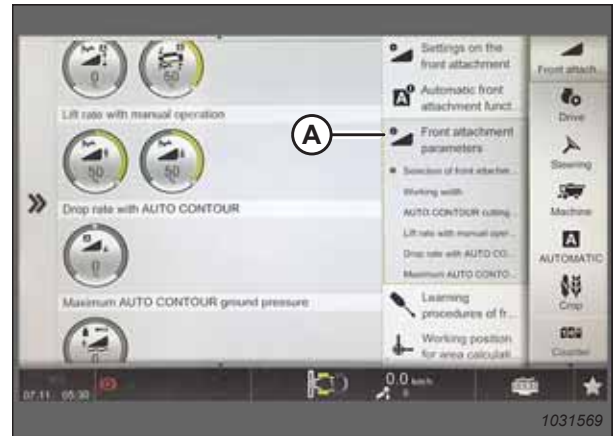 0
50
Lift rate with manual operation
50
50
Drop rate with AUTO CONTOUR
0
Maximum AUTO CONTOUR ground pressure
0
Settings on the
front attachment
Automatic front
attachment funct...
A
Front attachment
parameters
Selection of front attachm...
Working width
AUTO CONTOUR cutting...
Lift rate with manual oper...
Drop rate with AUTO CO...
Maximum AUTO CONTO...
Learning
procedures of fr...
Working position
for area calculati...
Front attach...
Drive
Steering
Machine
A
AUTOMATIC
Crop
Counter
07.11 05:30
0.0 km/h
1031569